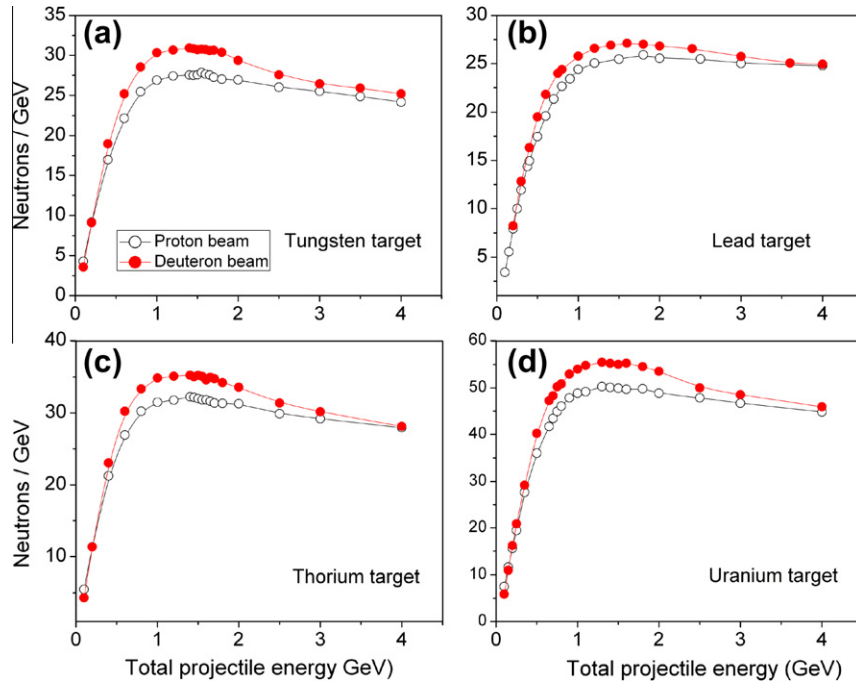 (a)
Neutrons / GeV
35
30
25
20
15
10
5
0
0 1 2 3 4
Proton beam
Deuteron beam
Tungsten target
(b)
30
25
20
15
10
5
0 1 2 3 4
Lead target
(c)
Neutrons / GeV
40
30
20
10
0 1 2 3 4
Thorium target
Total projectile energy GeV)
(d)
60
50
40
30
20
10
0
0 1 2 3 4
Uranium target
Total projectile energy (GeV)